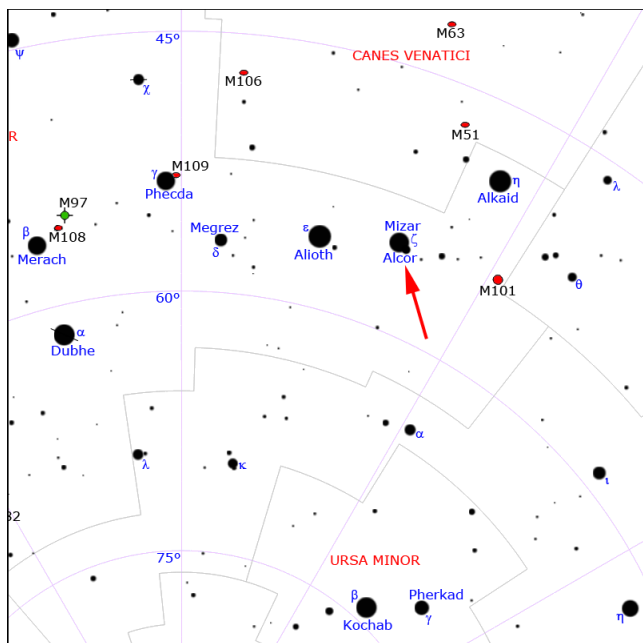 45°
M63
ψ
CANES VENATICI
M106
χ
M51
R
M109
γ
Phecda
η
Alkaid
λ
M97
β
M108
Merach
Megrez
δ
ε
Alioth
Mizar
ζ
Alcor
M101
θ
60°
α
Dubhe
α
λ
κ
ι
32
75°
URSA MINOR
β
Kochab
Pherkad
γ
η